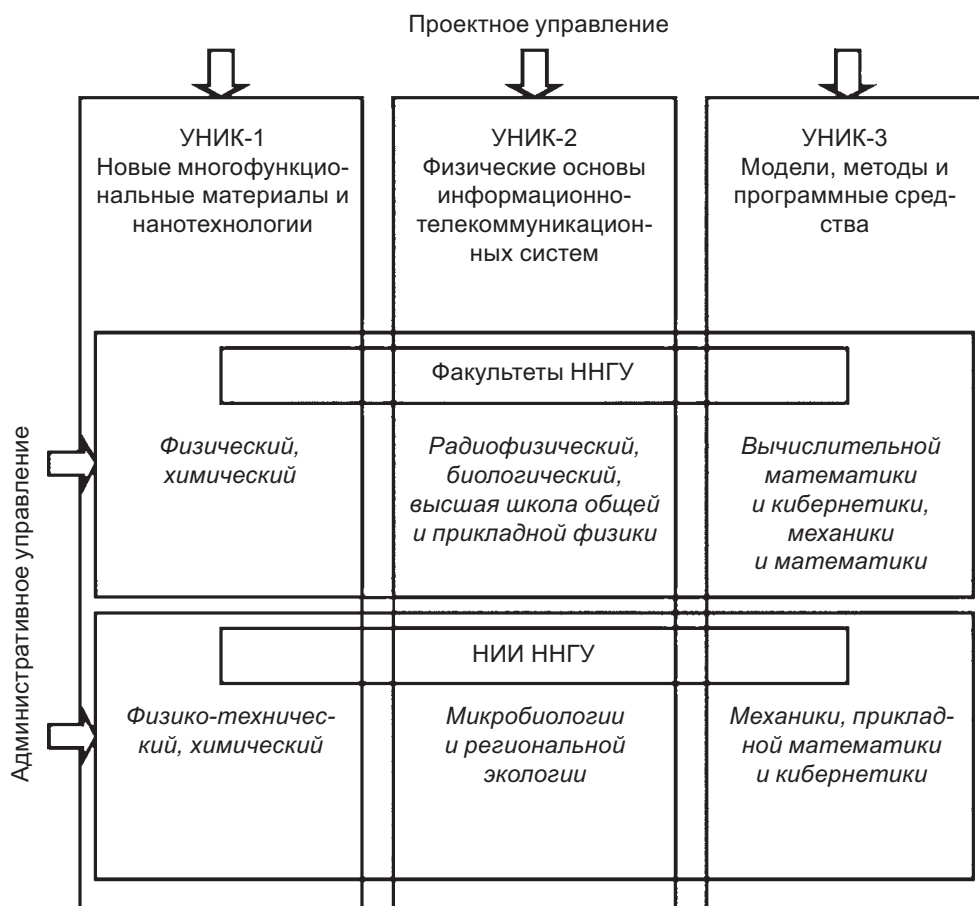 Проектное управление
УНИК-1
Новые многофункцио-
нальные материалы и
нанотехнологии
УНИК-2
Физические основы
информационно-
телекоммуникацион-
ных систем
УНИК-3
Модели, методы и
программные сред-
ства
Административное управление
Факультеты ННГУ
Физический,
химический
Радиофизический,
биологический,
высшая школа общей
и прикладной физики
Вычислительной
математики
и кибернетики,
механики
и математики
НИИ ННГУ
Физико-техничес-
кий, химический
Микробиологии
и региональной
экологии
Механики, приклад-
ной математики
и кибернетики